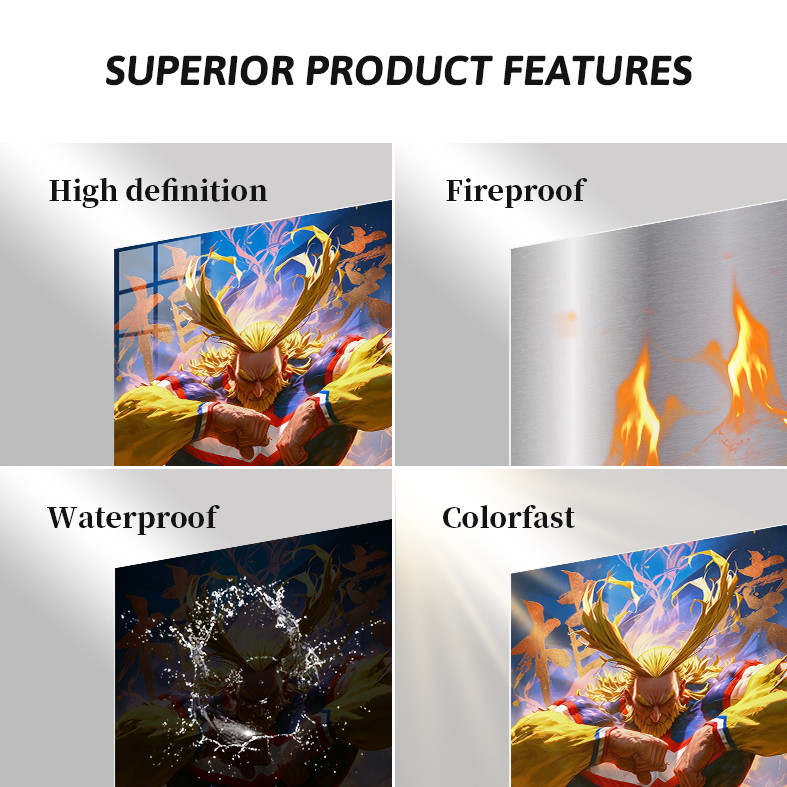 SUPERIOR PRODUCT FEATURES
High definition
Fireproof
Waterproof
Colorfast